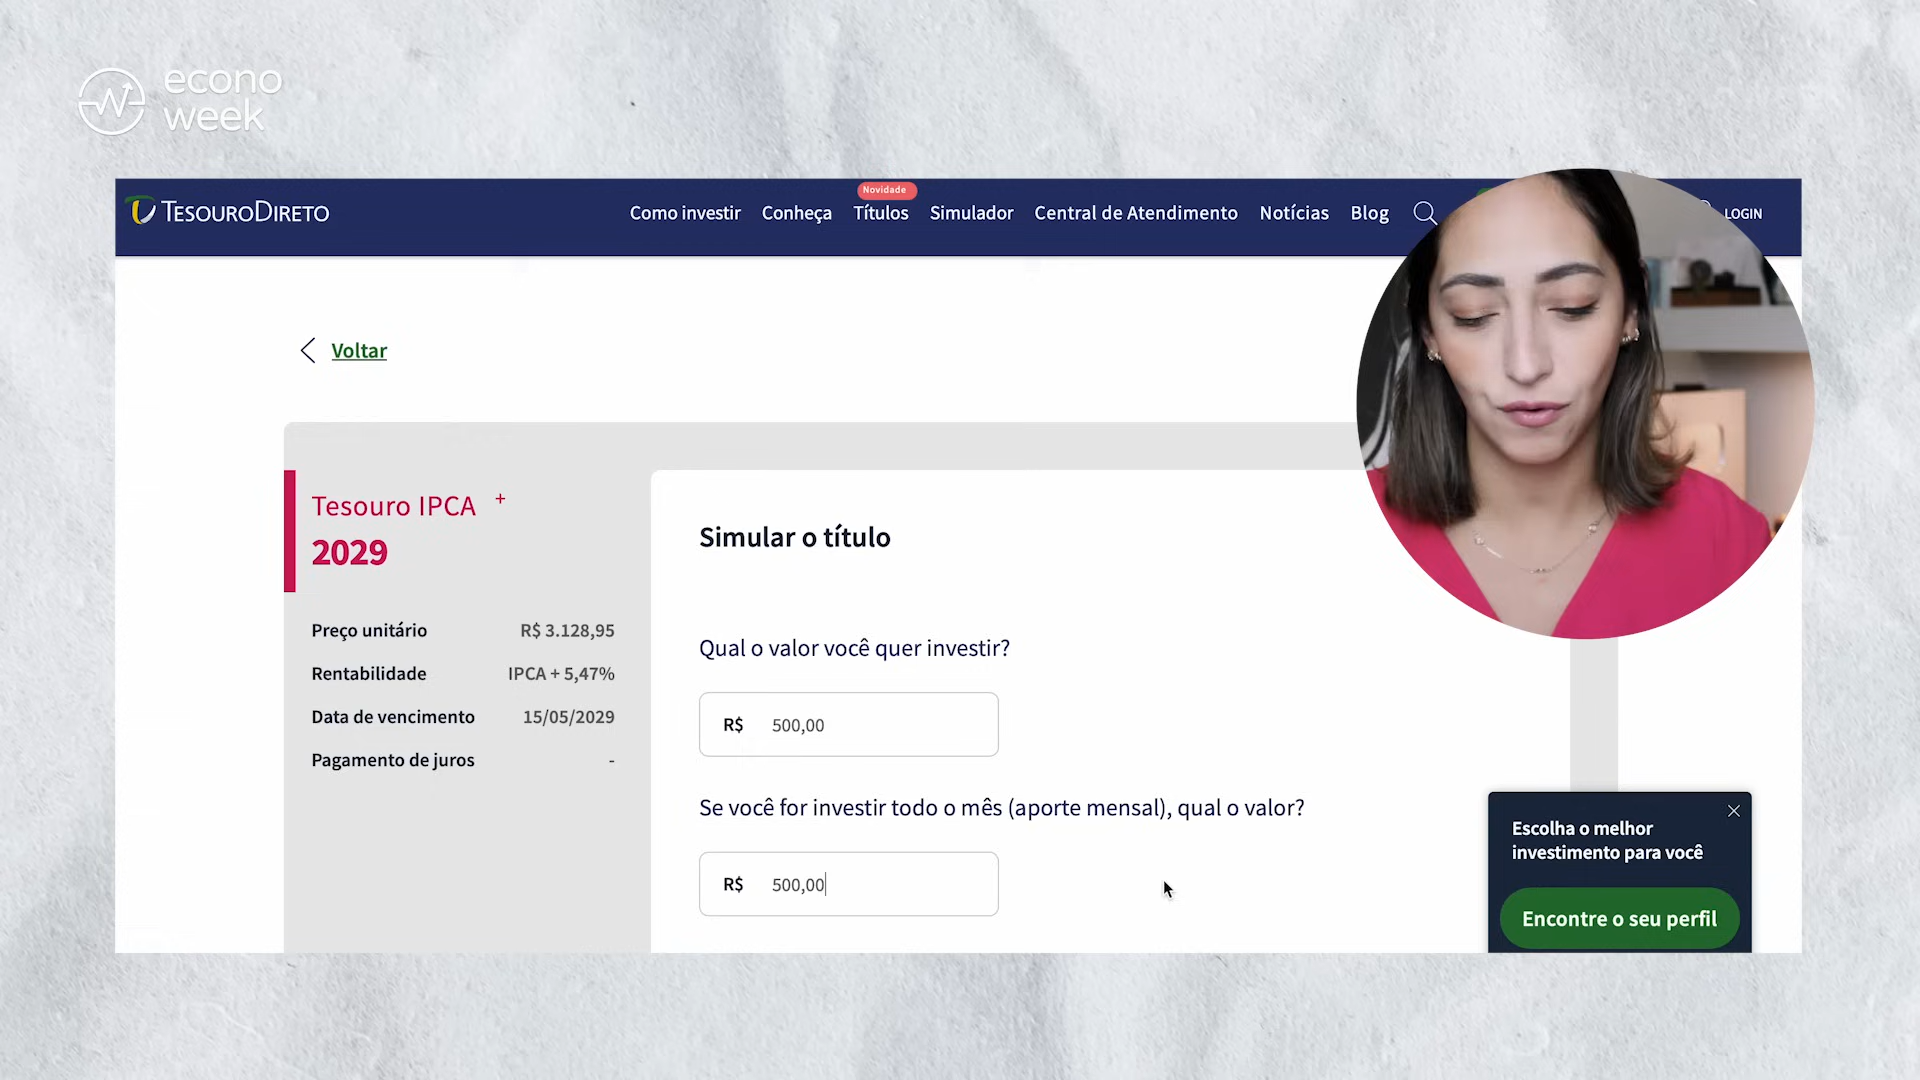 econo
week
TESOURODIRETO
Como investir
Conheça
Novidade
Títulos
Simulador
Central de Atendimento
Notícias
Blog
LOGIN
Voltar
Tesouro IPCA +
2029
Preço unitário R$ 3.128,95
Rentabilidade IPCA + 5,47%
Data de vencimento 15/05/2029
Pagamento de juros -
Simular o título
Qual o valor você quer investir?
R$ 500,00
Se você for investir todo o mês (aporte mensal), qual o valor?
R$ 500,00
Escolha o melhor
investimento para você
Encontre o seu perfil